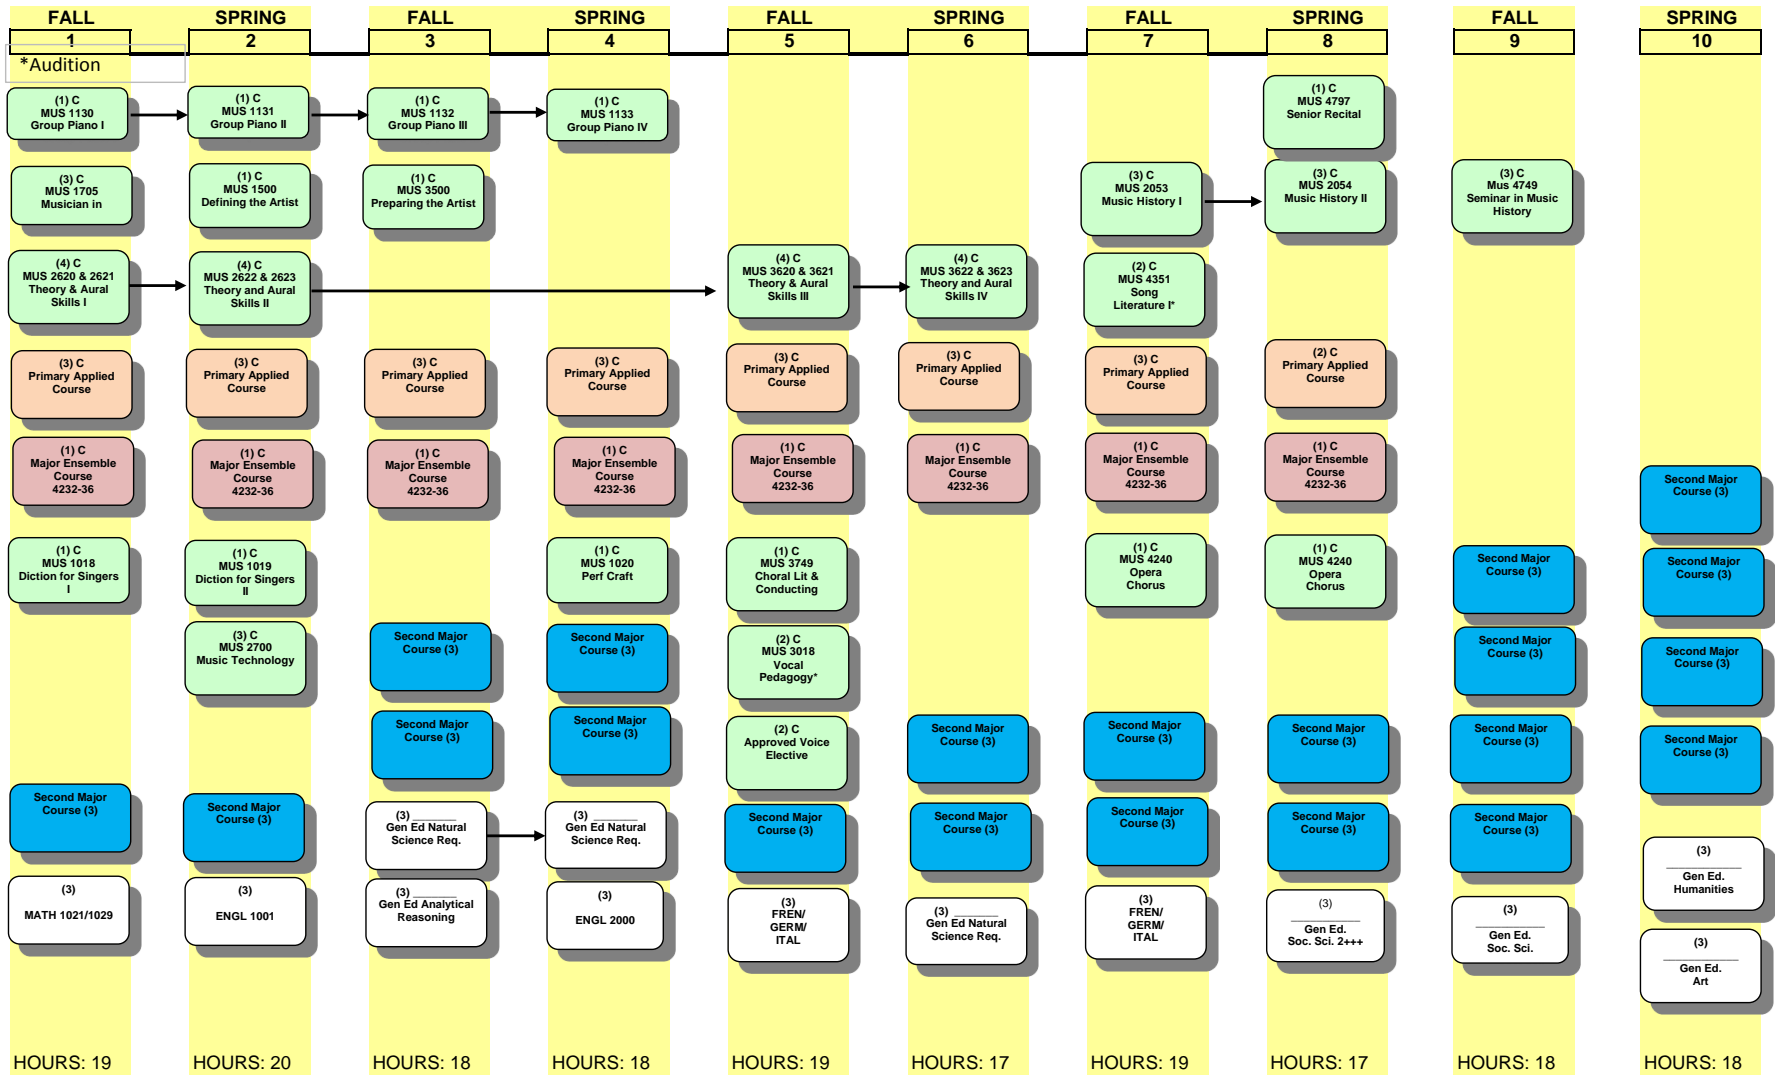 FALL
1
*Audition
(1) C
MUS 1130
Group Piano I
(3) C
MUS 1705
Musician in
(4) C
MUS 2620 & 2621
Theory & Aural
Skills I
(3) C
Primary Applied
Course
(1) C
Major Ensemble
Course
4232-36
(1) C
MUS 1018
Diction for Singers
I
Second Major
Course (3)
(3)
MATH 1021/1029
HOURS: 19
SPRING
2
(1) C
MUS 1131
Group Piano II
(1) C
MUS 1500
Defining the Artist
(4) C
MUS 2622 & 2623
Theory and Aural
Skills II
(3) C
Primary Applied
Course
(1) C
Major Ensemble
Course
4232-36
(1) C
MUS 1019
Diction for Singers
II
(3) C
MUS 2700
Music Technology
Second Major
Course (3)
(3)
ENGL 1001
HOURS: 20
FALL
3
(1) C
MUS 1132
Group Piano III
(1) C
MUS 3500
Preparing the Artist
(3) C
Primary Applied
Course
(1) C
Major Ensemble
Course
4232-36
Second Major
Course (3)
Second Major
Course (3)
(3) _______
Gen Ed Natural
Science Req.
(3) _______
Gen Ed Analytical
Reasoning
HOURS: 18
SPRING
4
(1) C
MUS 1133
Group Piano IV
(3) C
Primary Applied
Course
(1) C
Major Ensemble
Course
4232-36
(1) C
MUS 1020
Perf Craft
Second Major
Course (3)
Second Major
Course (3)
(3) _______
Gen Ed Natural
Science Req.
(3)
ENGL 2000
HOURS: 18
FALL
5
(4) C
MUS 3620 & 3621
Theory & Aural
Skills III
(3) C
Primary Applied
Course
(1) C
Major Ensemble
Course
4232-36
(1) C
MUS 3749
Choral Lit &
Conducting
(2) C
MUS 3018
Vocal
Pedagogy*
(2) C
Approved Voice
Elective
Second Major
Course (3)
(3)
FREN/
GERM/
ITAL
HOURS: 19
SPRING
6
(4) C
MUS 3622 & 3623
Theory and Aural
Skills IV
(3) C
Primary Applied
Course
(1) C
Major Ensemble
Course
4232-36
Second Major
Course (3)
Second Major
Course (3)
(3) _______
Gen Ed Natural
Science Req.
HOURS: 17
FALL
7
(3) C
MUS 2053
Music History I
(2) C
MUS 4351
Song
Literature I*
(3) C
Primary Applied
Course
(1) C
Major Ensemble
Course
4232-36
(1) C
MUS 4240
Opera
Chorus
Second Major
Course (3)
Second Major
Course (3)
(3)
FREN/
GERM/
ITAL
HOURS: 19
SPRING
8
(1) C
MUS 4797
Senior Recital
(3) C
MUS 2054
Music History II
(2) C
Primary Applied
Course
(1) C
Major Ensemble
Course
4232-36
(1) C
MUS 4240
Opera
Chorus
Second Major
Course (3)
Second Major
Course (3)
(3)
___________
Gen Ed.
Soc. Sci. 2+++
HOURS: 17
FALL
9
(3) C
Mus 4749
Seminar in Music
History
Second Major
Course (3)
Second Major
Course (3)
Second Major
Course (3)
Second Major
Course (3)
(3)
___________
Gen Ed.
Soc. Sci.
HOURS: 18
SPRING
10
Second Major
Course (3)
Second Major
Course (3)
Second Major
Course (3)
Second Major
Course (3)
(3)
____________
Gen Ed.
Humanities
(3)
____________
Gen Ed.
Art
HOURS: 18